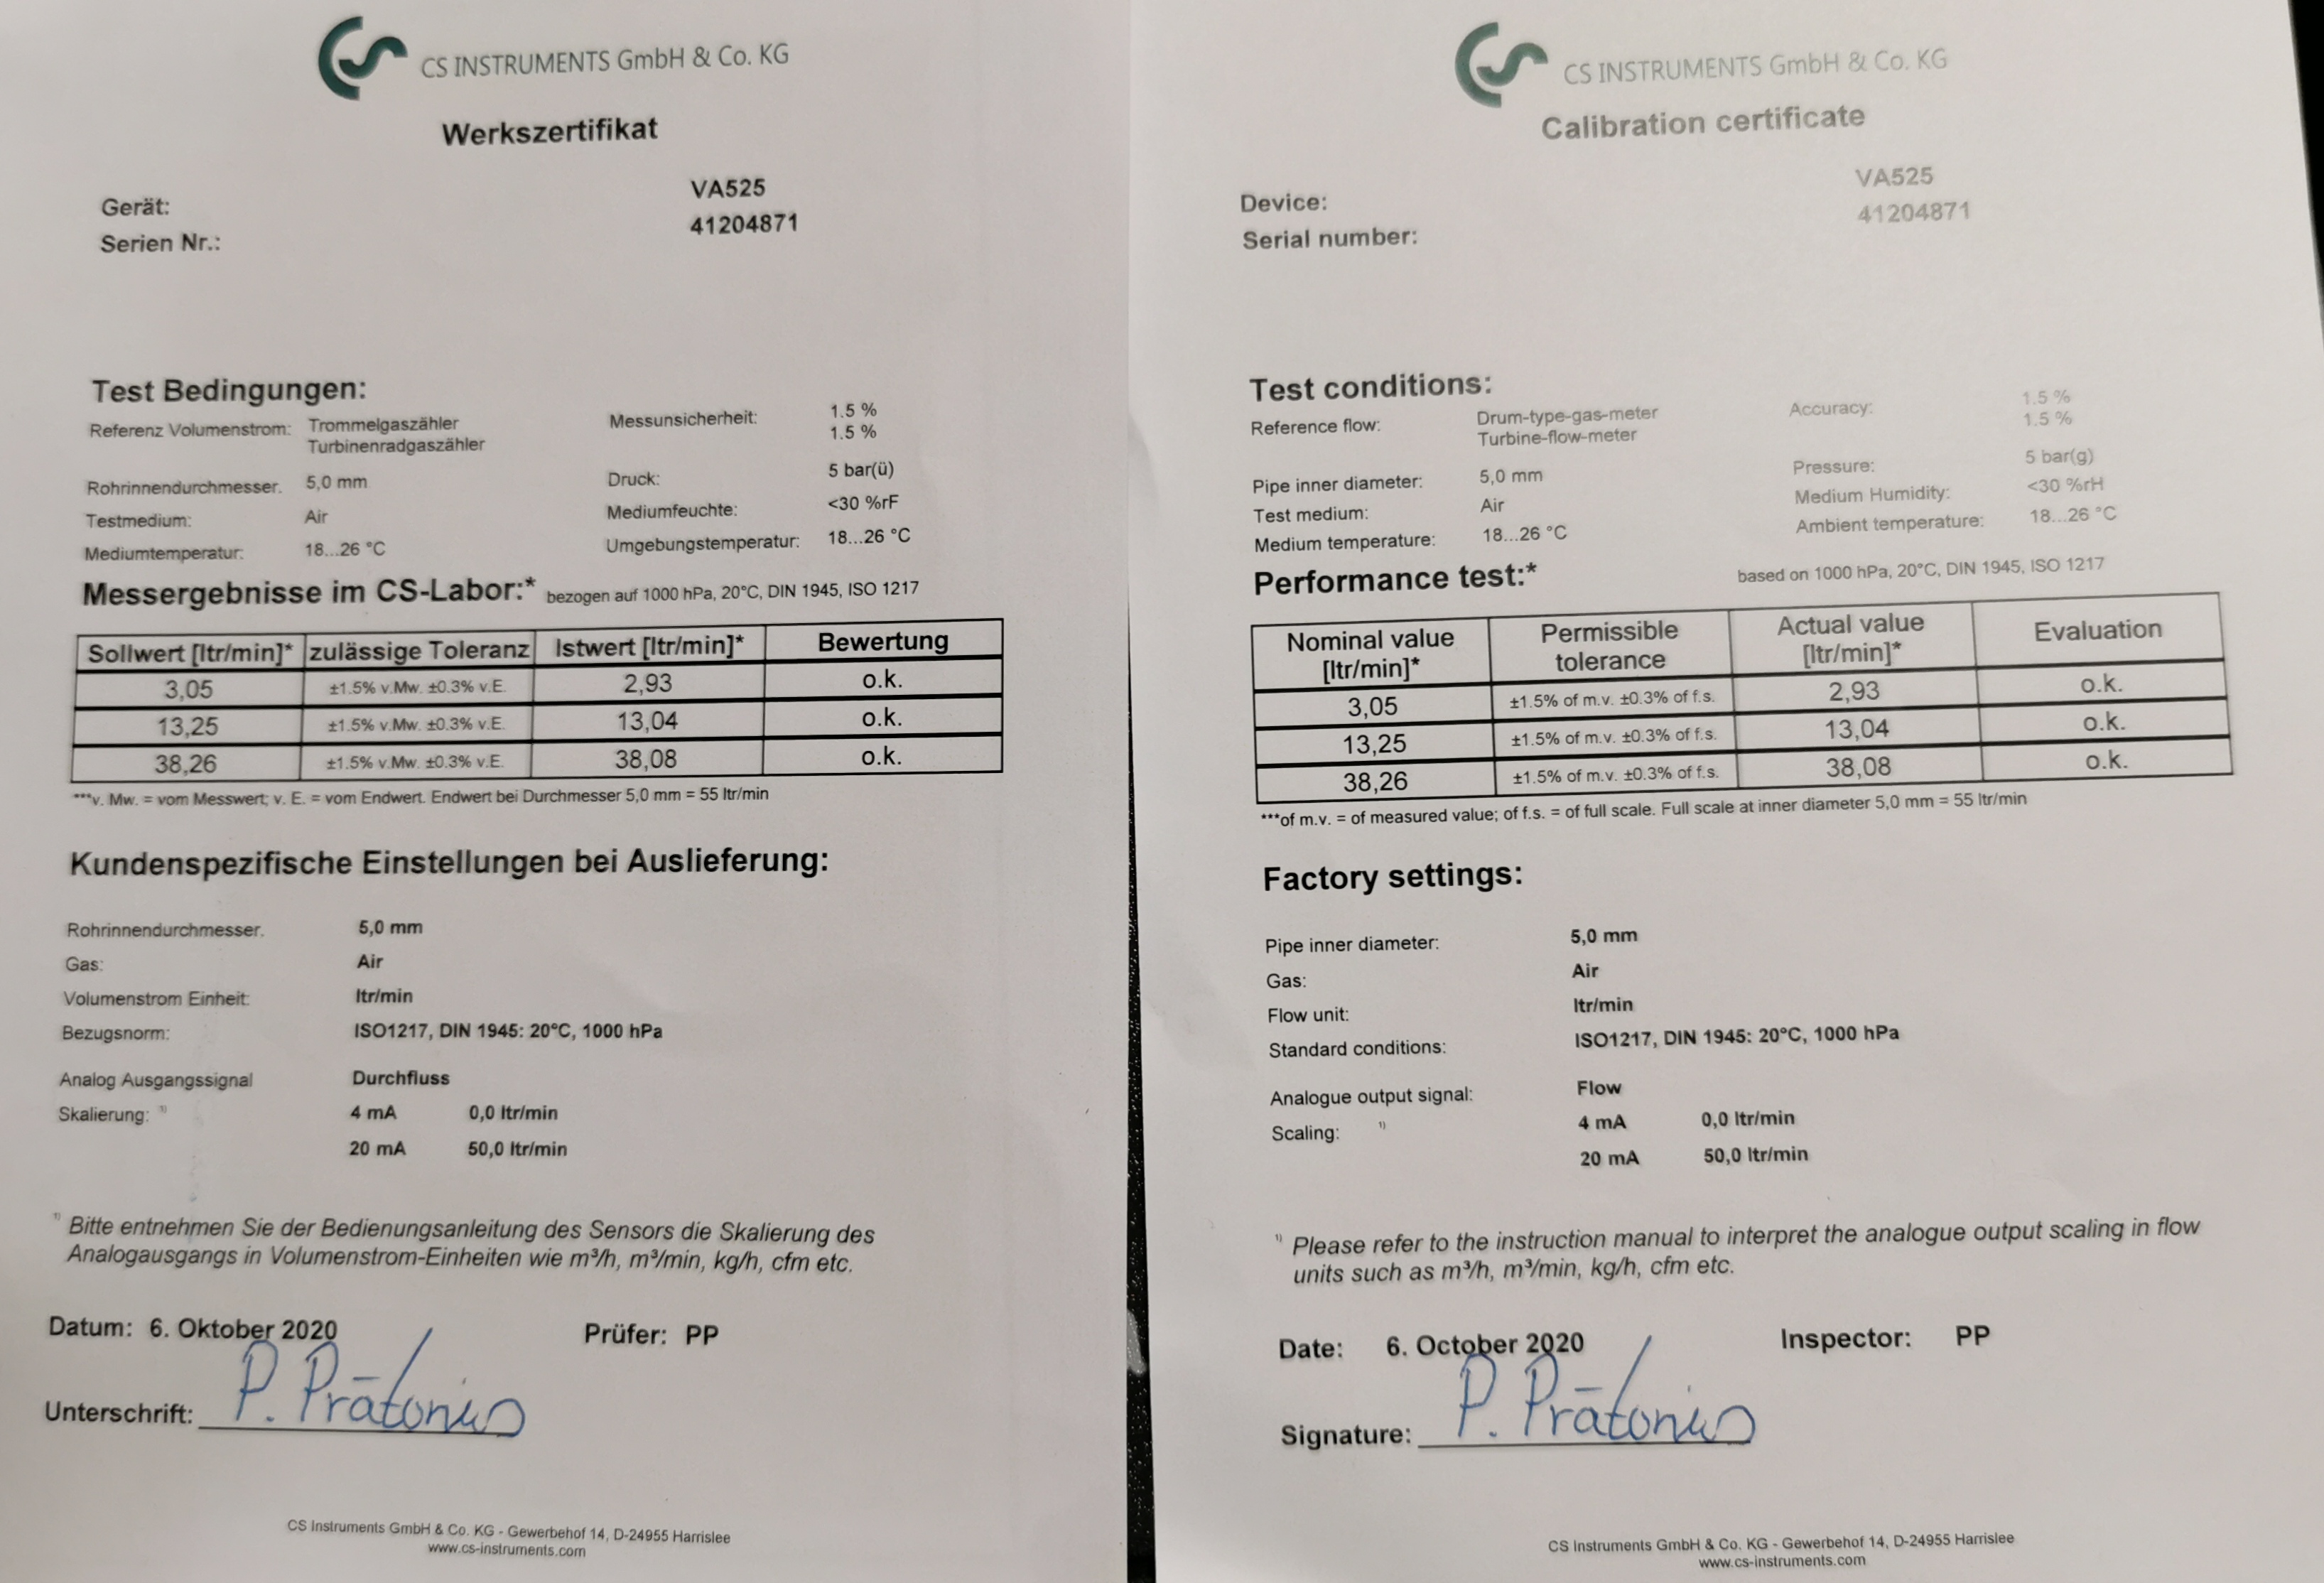 CS INSTRUMENTS GmbH & Co. KG
Werkszertifikat
Gerät: VA525
Serien Nr.: 41204871
Test Bedingungen:
Referenz Volumenstrom: Trommelgaszähler Messunsicherheit: 1.5 %
Turbinenradgaszähler 1.5 %
Rohrinnendurchmesser. 5,0 mm Druck: 5 bar(ü)
Testmedium: Air Mediumfeuchte: <30 %rF
Mediumtemperatur: 18...26 °C Umgebungstemperatur: 18...26 °C
Messergebnisse im CS-Labor:* bezogen auf 1000 hPa, 20°C, DIN 1945, ISO 1217
Sollwert [ltr/min]* zulässige Toleranz Istwert [ltr/min]* Bewertung
3,05 ±1.5% v.Mw. ±0.3% v.E. 2,93 o.k.
13,25 ±1.5% v.Mw. ±0.3% v.E. 13,04 o.k.
38,26 ±1.5% v.Mw. ±0.3% v.E. 38,08 o.k.
***v. Mw. = vom Messwert; v. E. = vom Endwert. Endwert bei Durchmesser 5,0 mm = 55 ltr/min
Kundenspezifische Einstellungen bei Auslieferung:
Rohrinnendurchmesser. 5,0 mm
Gas: Air
Volumenstrom Einheit: ltr/min
Bezugsnorm: ISO1217, DIN 1945: 20°C, 1000 hPa
Analog Ausgangssignal Durchfluss
Skalierung: ¹⁾ 4 mA 0,0 ltr/min
20 mA 50,0 ltr/min
¹⁾ Bitte entnehmen Sie der Bedienungsanleitung des Sensors die Skalierung des
Analogausgangs in Volumenstrom-Einheiten wie m³/h, m³/min, kg/h, cfm etc.
Datum: 6. Oktober 2020 Prüfer: PP
Unterschrift: P. Prätorius
CS Instruments GmbH & Co. KG - Gewerbehof 14, D-24955 Harrislee
www.cs-instruments.com
CS INSTRUMENTS GmbH & Co. KG
Calibration certificate
Device: VA525
Serial number: 41204871
Test conditions:
Reference flow: Drum-type-gas-meter Accuracy: 1.5 %
Turbine-flow-meter 1.5 %
Pipe inner diameter: 5,0 mm Pressure: 5 bar(g)
Test medium: Air Medium Humidity: <30 %rH
Medium temperature: 18...26 °C Ambient temperature: 18...26 °C
Performance test:* based on 1000 hPa, 20°C, DIN 1945, ISO 1217
Nominal value Permissible Actual value Evaluation
[ltr/min]* tolerance [ltr/min]*
3,05 ±1.5% of m.v. ±0.3% of f.s. 2,93 o.k.
13,25 ±1.5% of m.v. ±0.3% of f.s. 13,04 o.k.
38,26 ±1.5% of m.v. ±0.3% of f.s. 38,08 o.k.
***of m.v. = of measured value; of f.s. = of full scale. Full scale at inner diameter 5,0 mm = 55 ltr/min
Factory settings:
Pipe inner diameter: 5,0 mm
Gas: Air
Flow unit: ltr/min
Standard conditions: ISO1217, DIN 1945: 20°C, 1000 hPa
Analogue output signal: Flow
Scaling: ¹⁾ 4 mA 0,0 ltr/min
20 mA 50,0 ltr/min
¹⁾ Please refer to the instruction manual to interpret the analogue output scaling in flow
units such as m³/h, m³/min, kg/h, cfm etc.
Date: 6. October 2020 Inspector: PP
Signature: P. Prätorius
CS Instruments GmbH & Co. KG - Gewerbehof 14, D-24955 Harrislee
www.cs-instruments.com